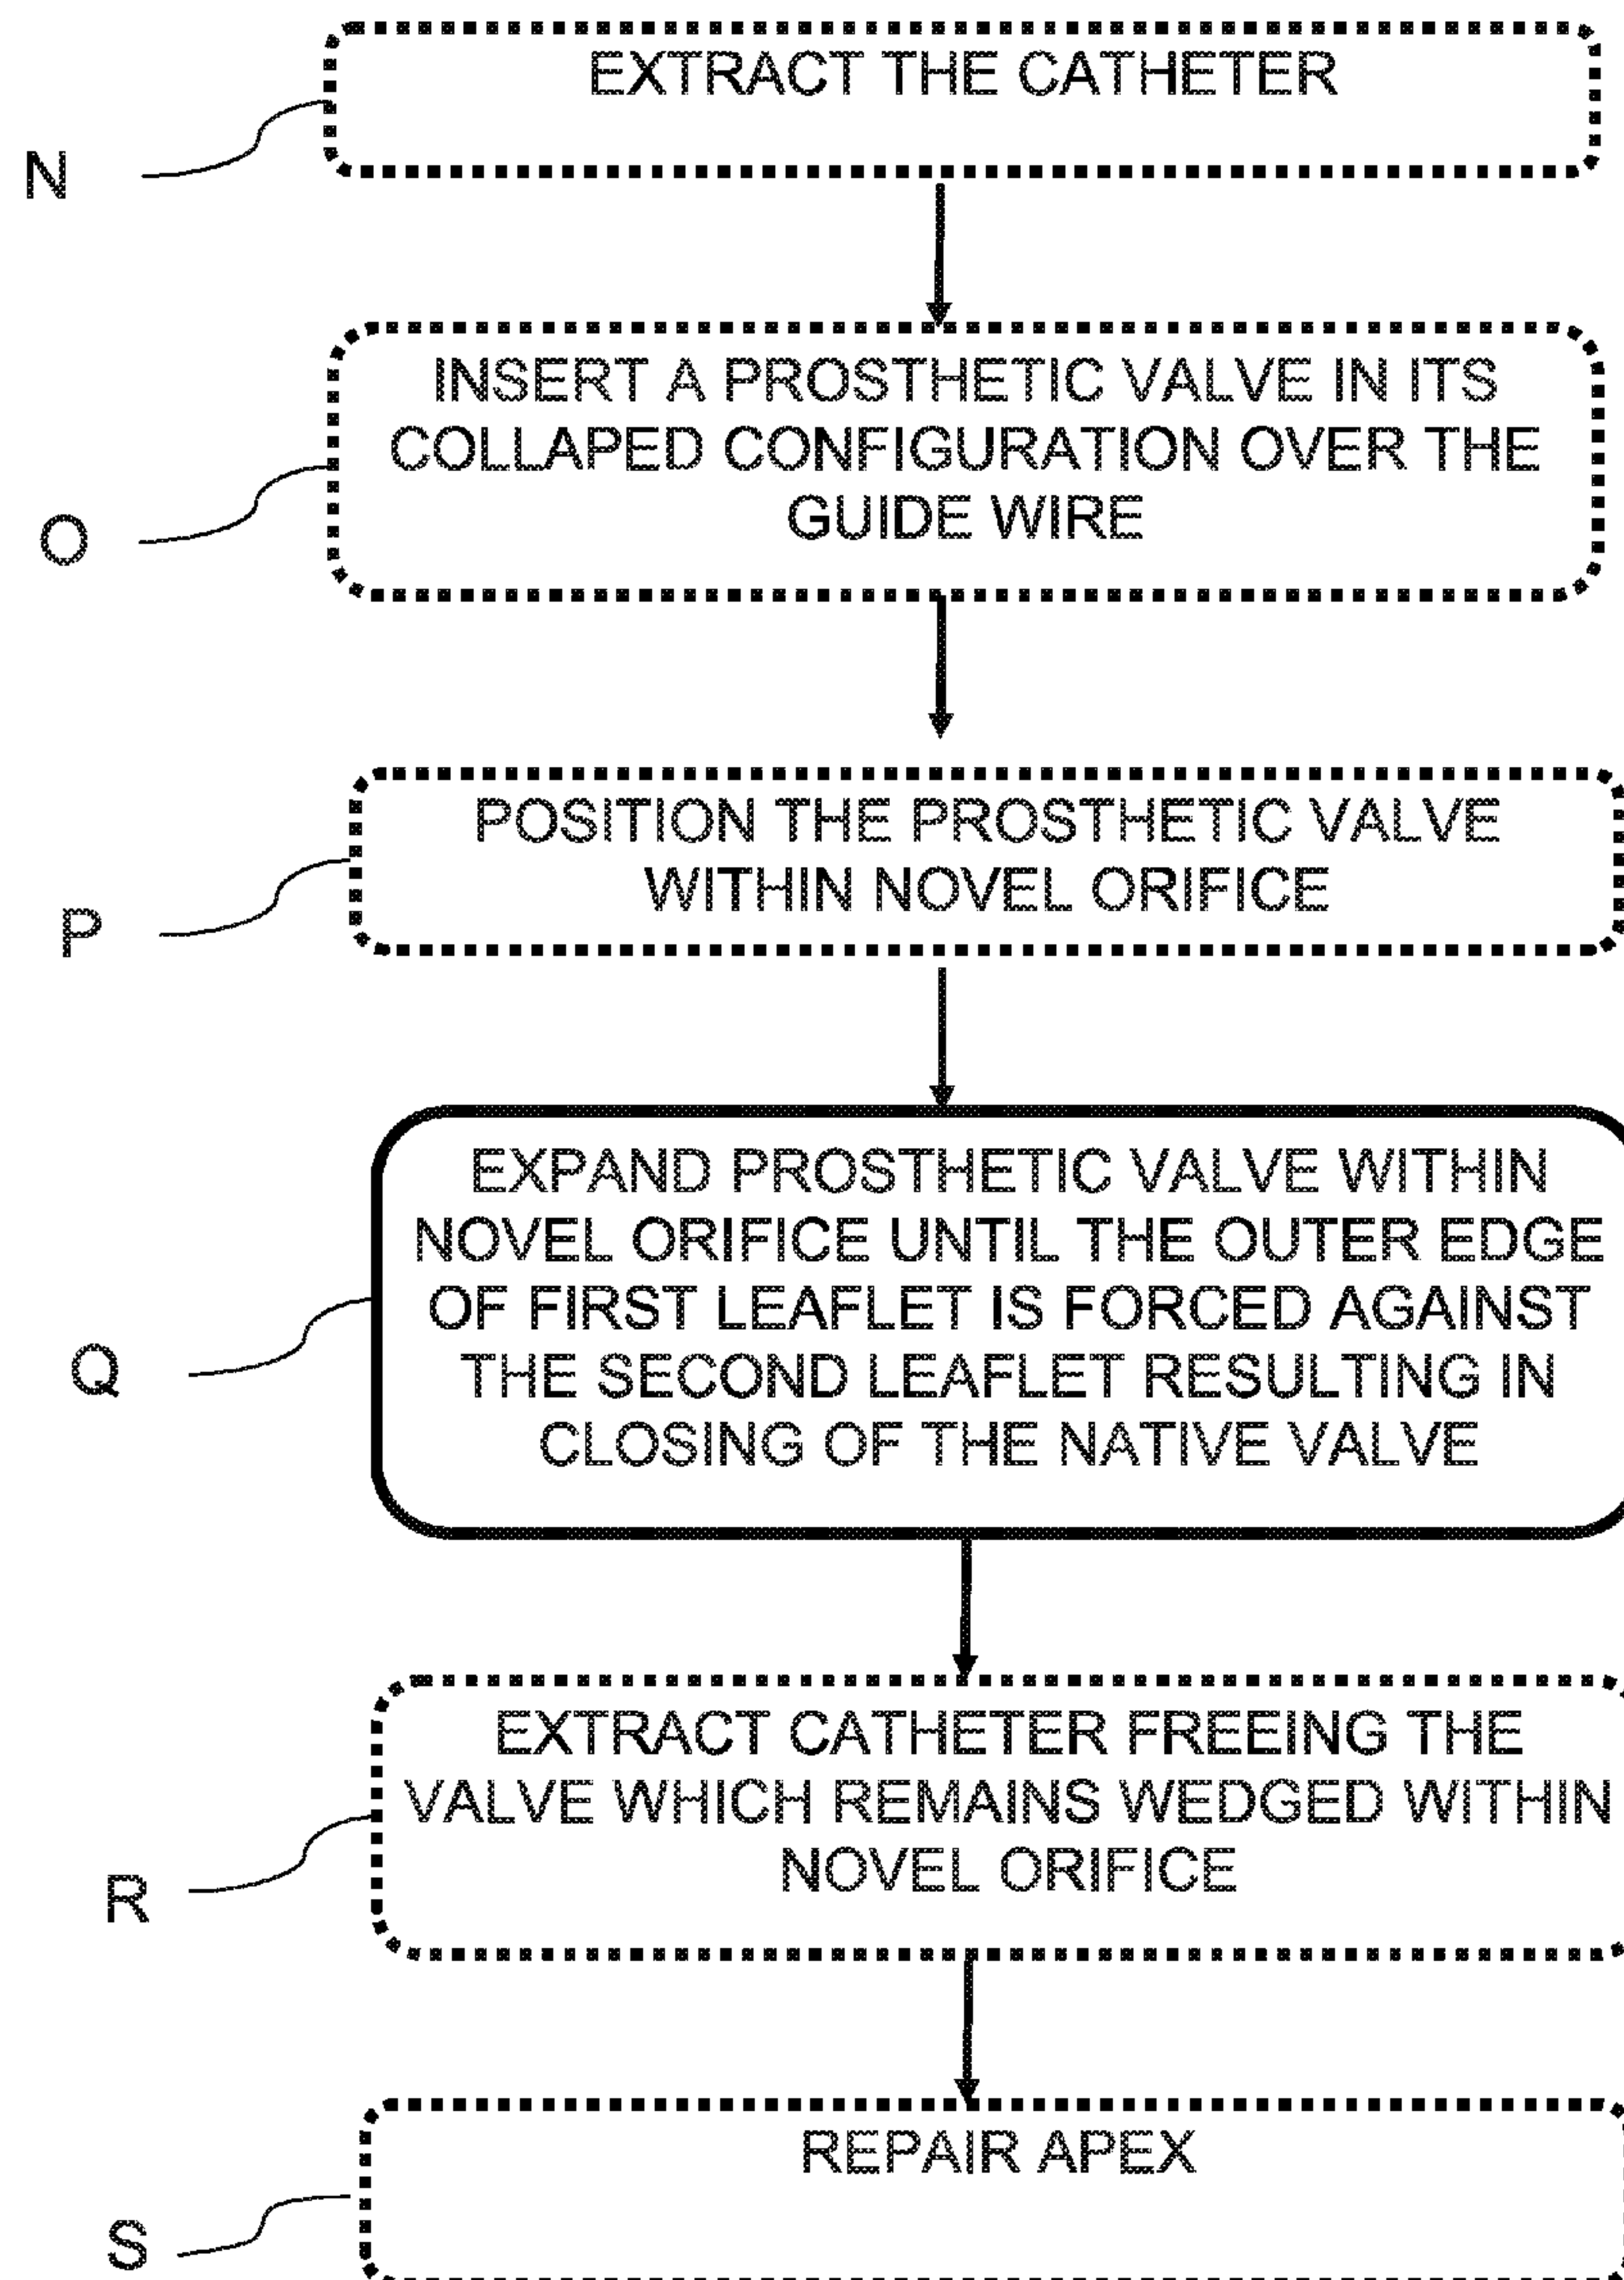 EXTRACT THE CATHETER
N
INSERT A PROSTHETIC VALVE IN ITS
COLLAPED CONFIGURATION OVER THE
GUIDE WIRE
O
POSITION THE PROSTHETIC VALVE
WITHIN NOVEL ORIFICE
P
EXPAND PROSTHETIC VALVE WITHIN
NOVEL ORIFICE UNTIL THE OUTER EDGE
OF FIRST LEAFLET IS FORCED AGAINST
THE SECOND LEAFLET RESULTING IN
CLOSING OF THE NATIVE VALVE
Q
EXTRACT CATHETER FREEING THE
VALVE WHICH REMAINS WEDGED WITHIN
NOVEL ORIFICE
R
REPAIR APEX
S